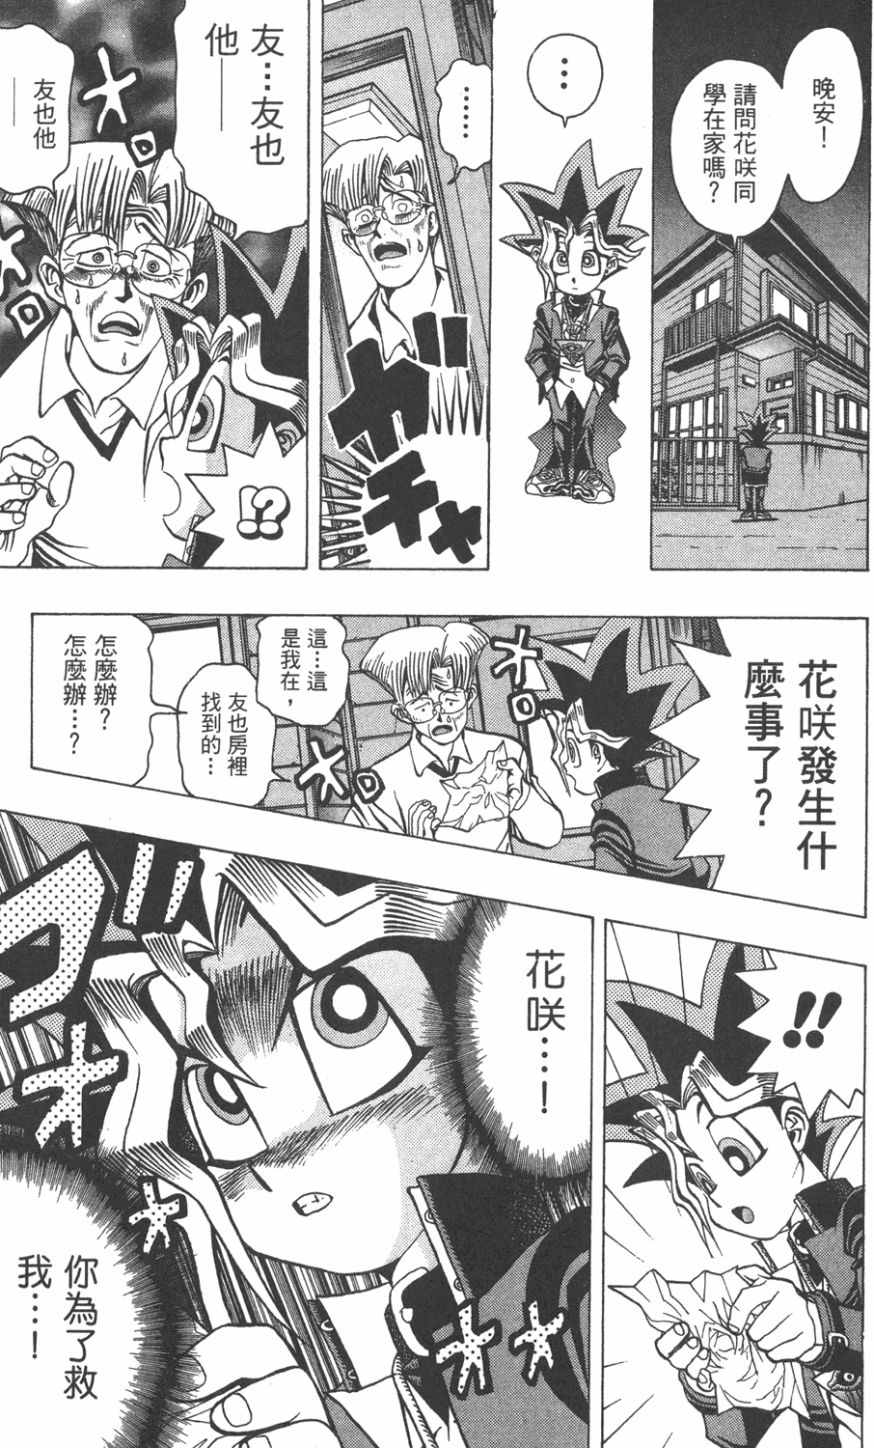 晚安！
請問花咲同
學在家嗎？
…
……
ガ
チャ
友…友也
他——
友也他
——
オロ
オロ
!?
花咲發生什
麼事了？
オロ
這…這
是我在，
友也房裡
找到的…
オロ
怎麼辦？
怎麼辦…？
!!
花咲…！
你為了救
我…！